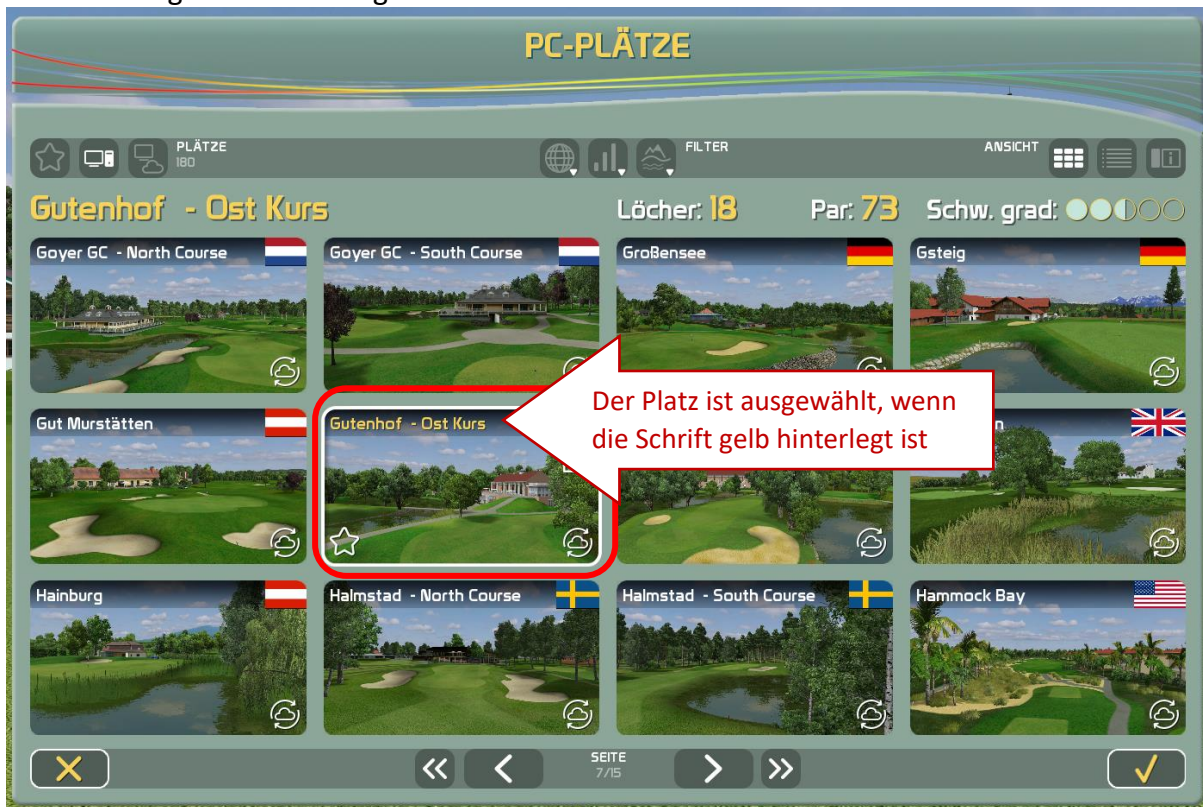 PC-PLÄTZE
PLÄTZE
180
FILTER
ANSICHT
Gutenhof - Ost Kurs
Löcher: 18
Par: 73
Schw. grad:
Goyer GC - North Course
Goyer GC - South Course
Großensee
Gsteig
Gut Murstätten
Gutenhof - Ost Kurs
Der Platz ist ausgewählt, wenn
die Schrift gelb hinterlegt ist
Hainburg
Halmstad - North Course
Halmstad - South Course
Hammock Bay
SEITE
7/15